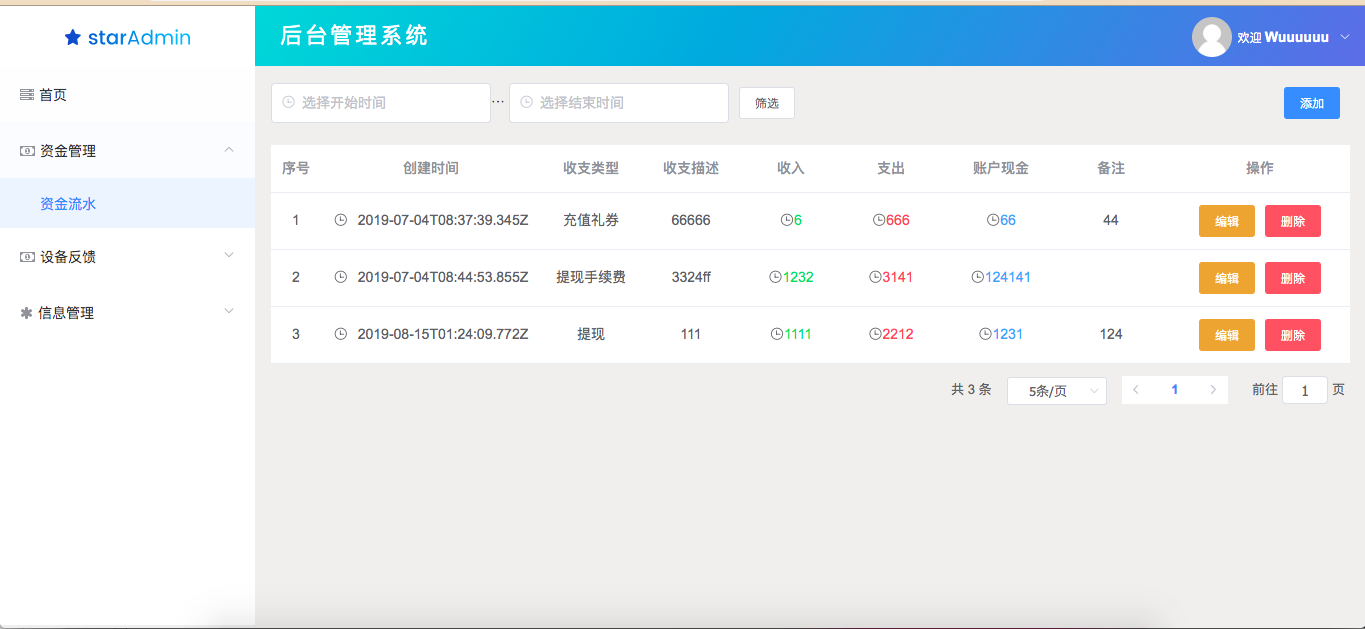 starAdmin
后台管理系统
欢迎 Wuuuuuu
首页
资金管理
资金流水
设备反馈
信息管理
选择开始时间 ... 选择结束时间 筛选 添加
序号 创建时间 收支类型 收支描述 收入 支出 账户现金 备注 操作
1 2019-07-04T08:37:39.345Z 充值礼券 66666 6 666 66 44 编辑 删除
2 2019-07-04T08:44:53.855Z 提现手续费 3324ff 1232 3141 124141 编辑 删除
3 2019-08-15T01:24:09.772Z 提现 111 1111 2212 1231 124 编辑 删除
共 3 条 5条/页 1 前往 1 页